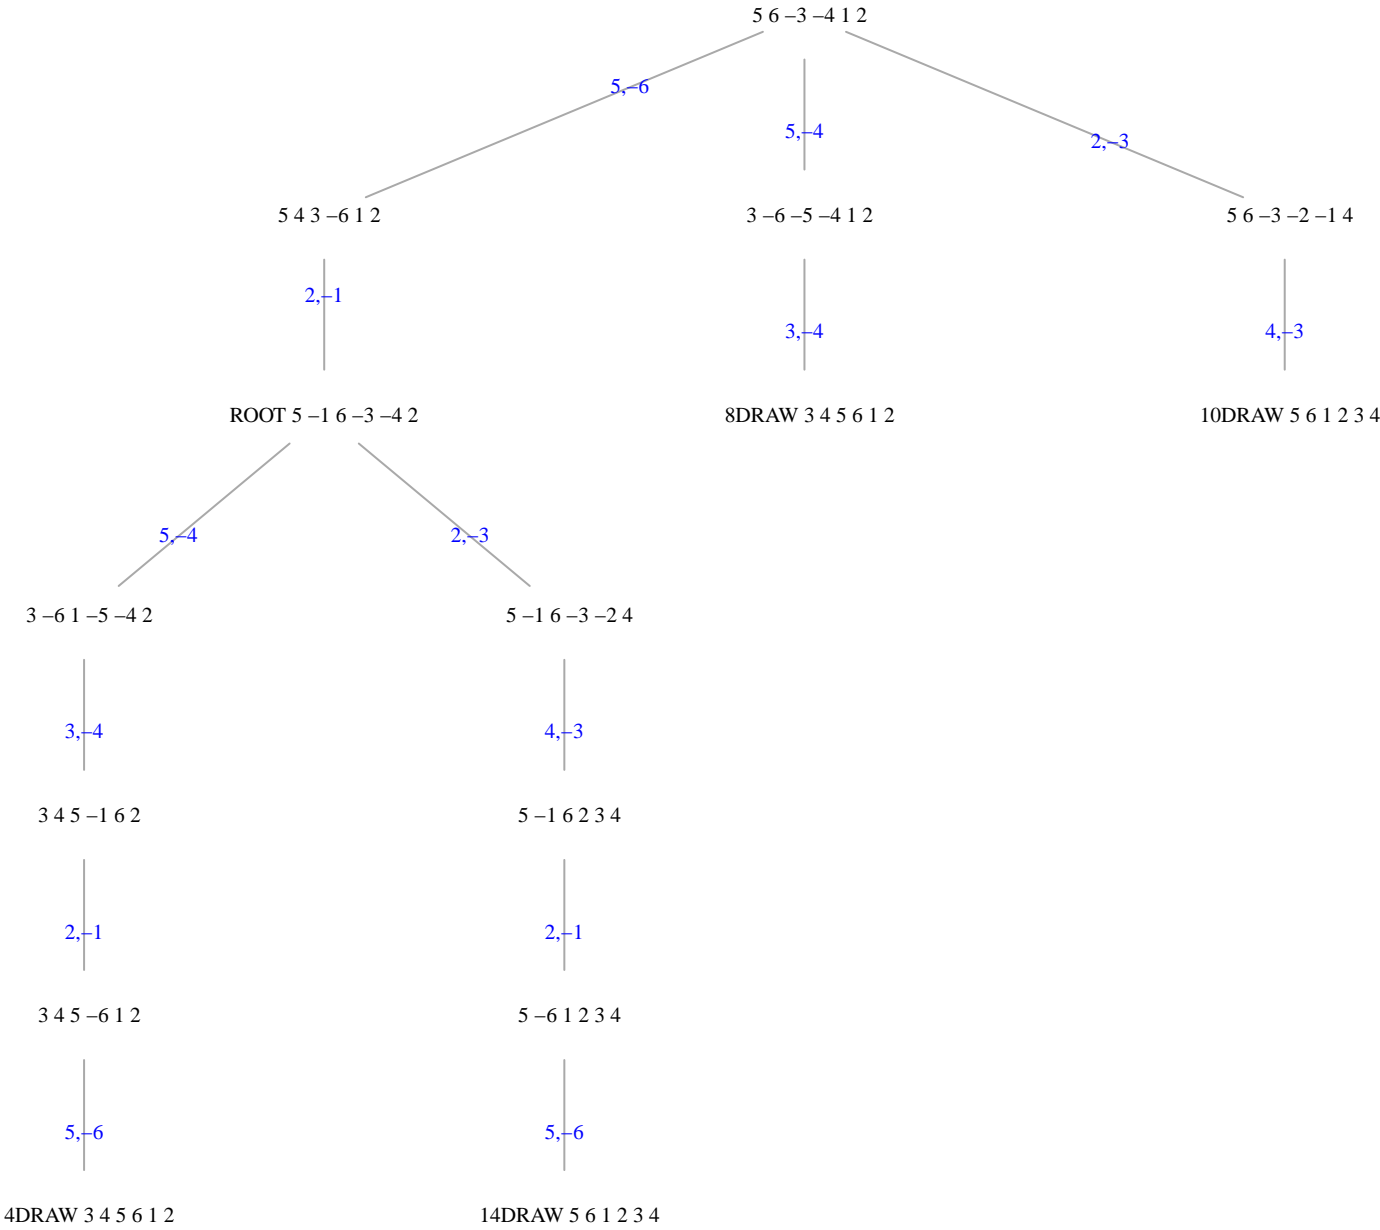 5 6 –3 –4 1 2
5,–6
5,–4
2,–3
5 4 3 –6 1 2
3 –6 –5 –4 1 2
5 6 –3 –2 –1 4
2,–1
3,–4
4,–3
ROOT 5 –1 6 –3 –4 2
8DRAW 3 4 5 6 1 2
10DRAW 5 6 1 2 3 4
5,–4
2,–3
3 –6 1 –5 –4 2
5 –1 6 –3 –2 4
3,–4
4,–3
3 4 5 –1 6 2
5 –1 6 2 3 4
2,–1
2,–1
3 4 5 –6 1 2
5 –6 1 2 3 4
5,–6
5,–6
4DRAW 3 4 5 6 1 2
14DRAW 5 6 1 2 3 4